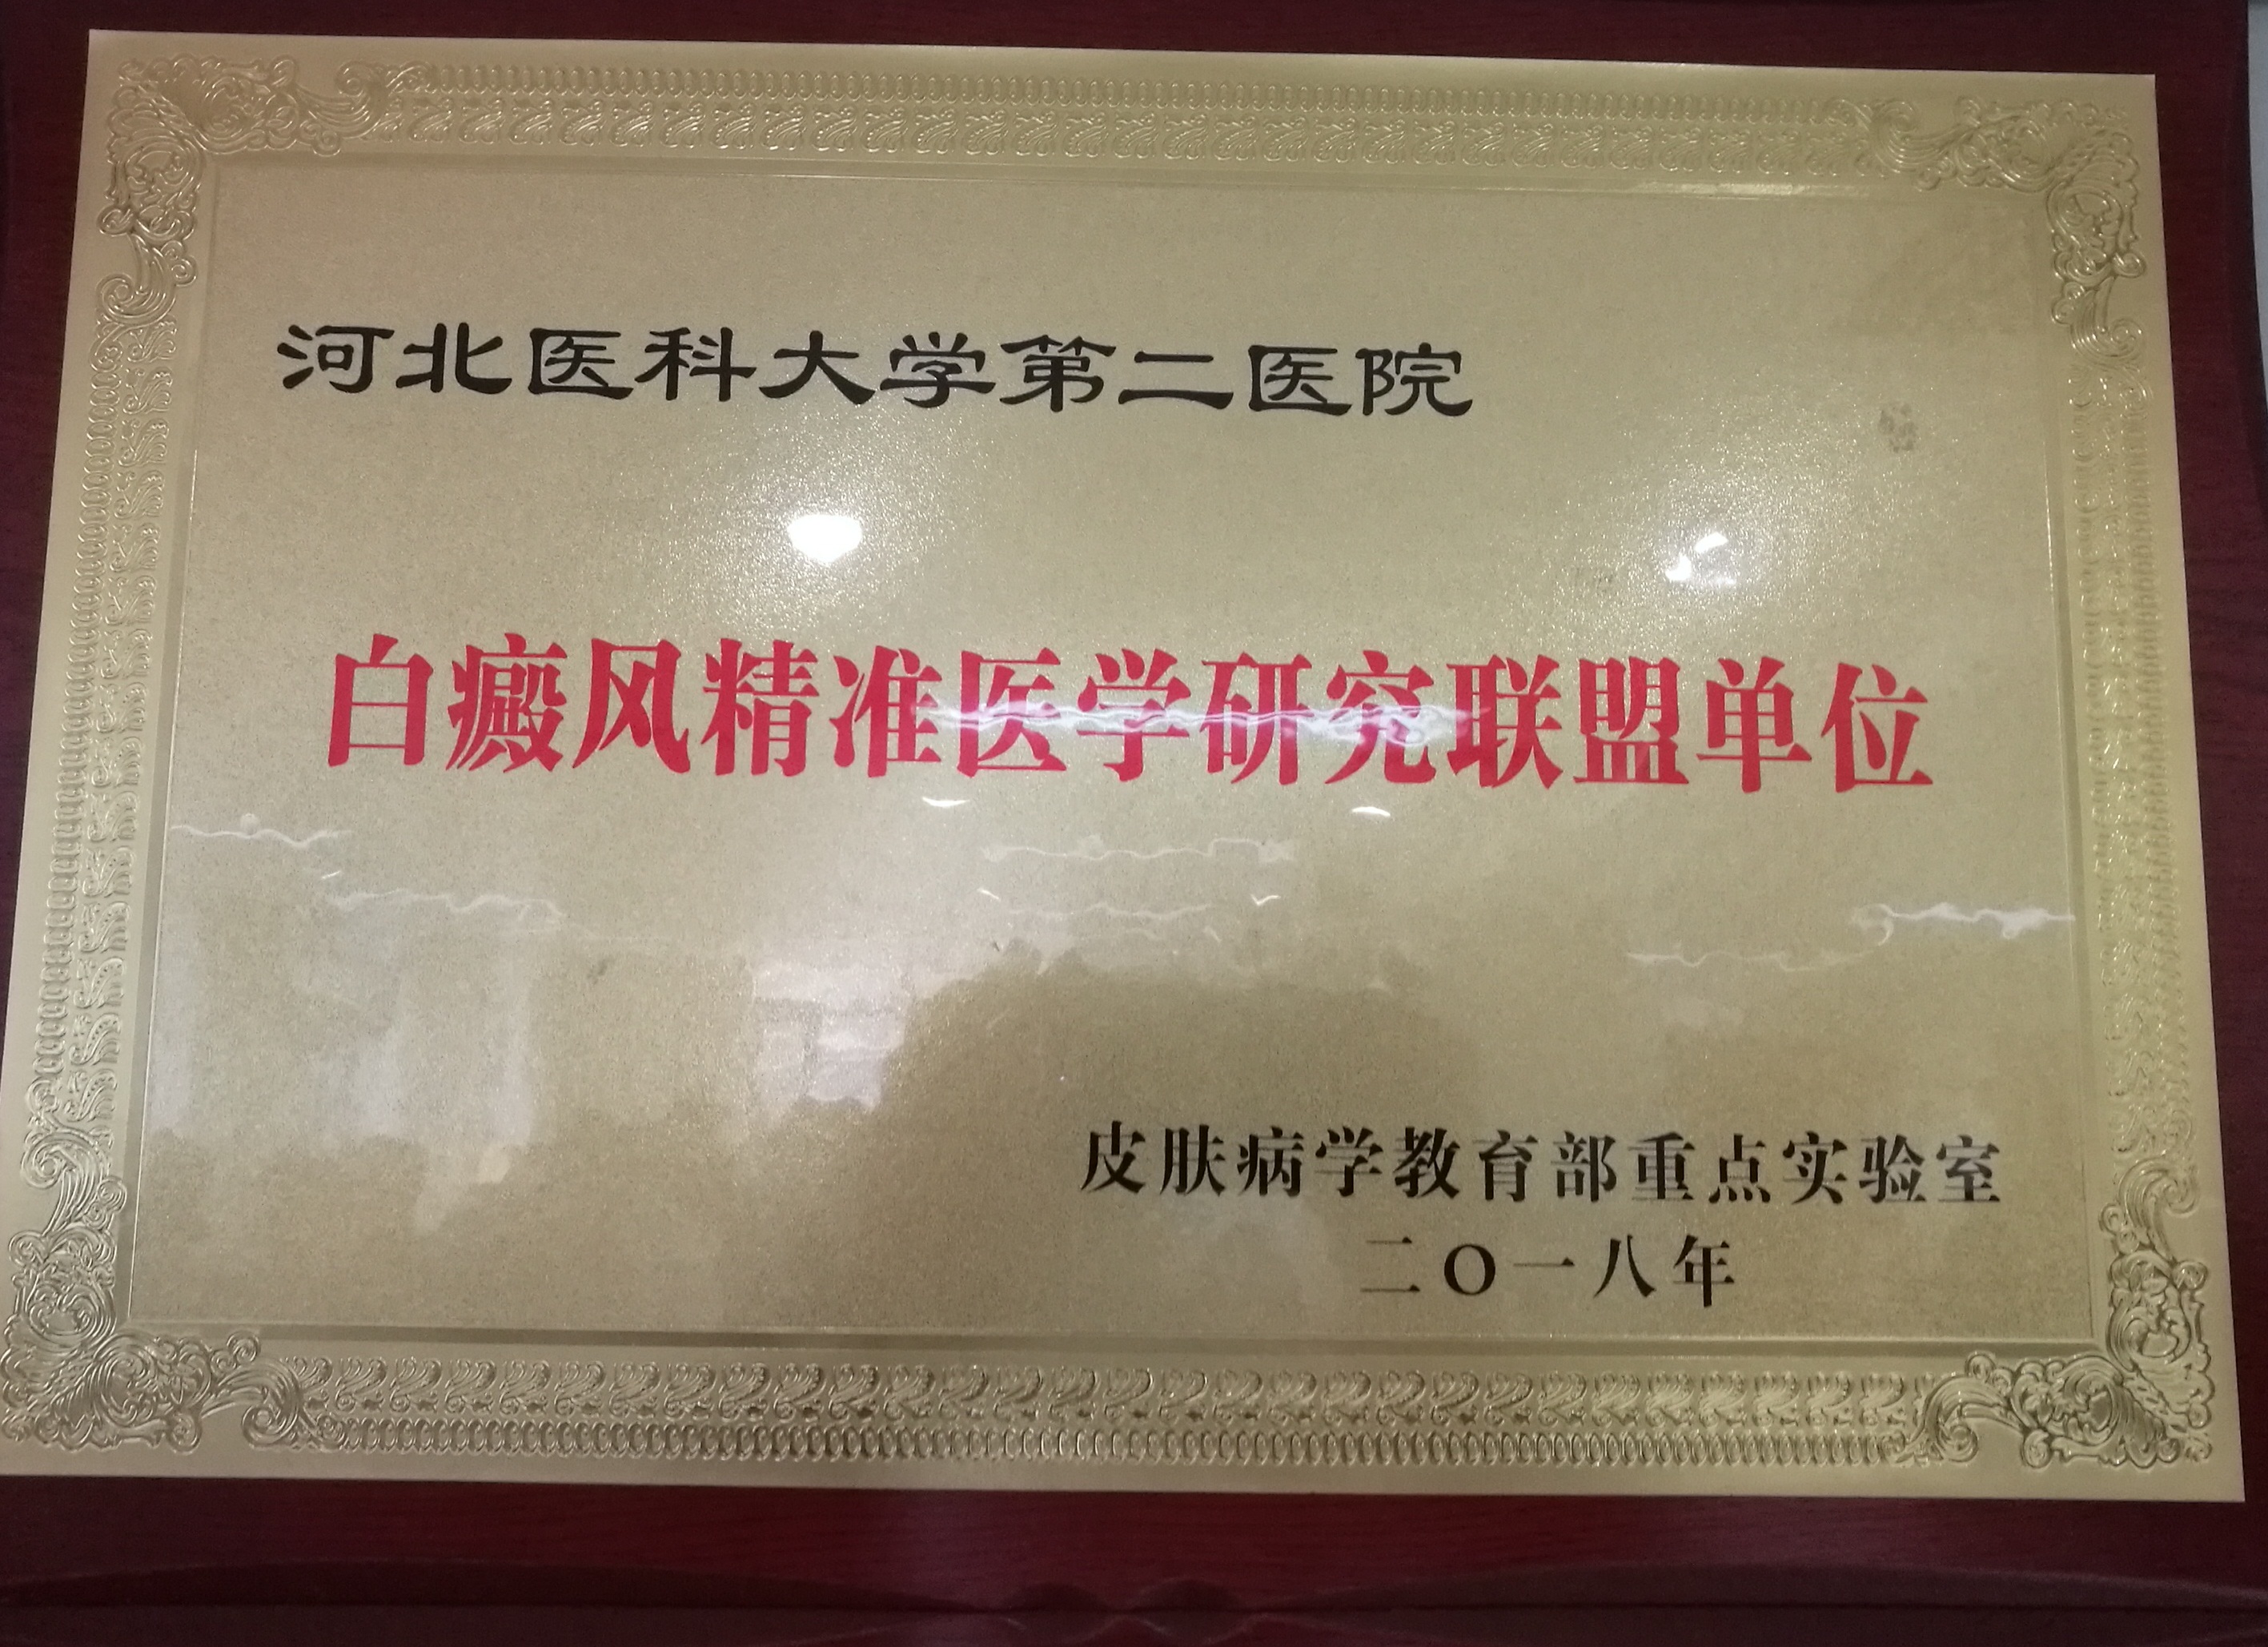 河北医科大学第二医院
白癜风精准医学研究联盟单位
皮肤病学教育部重点实验室
二〇一八年